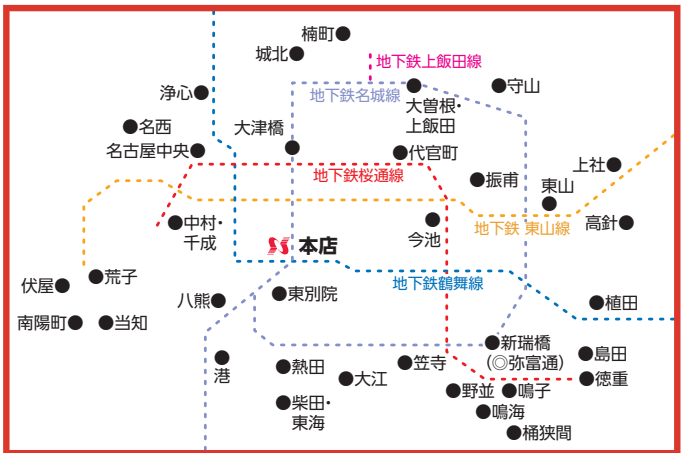 楠町
城北
地下鉄上飯田線
浄心
地下鉄名城線
守山
大曽根・
上飯田
名西
大津橋
名古屋中央
代官町
上社
地下鉄桜通線
振甫
東山
中村・
千成
今池
地下鉄 東山線
高針
本店
伏屋
荒子
地下鉄鶴舞線
八熊
東別院
植田
南陽町
当知
新瑞橋
(◎弥富通)
島田
港
熱田
笠寺
大江
徳重
野並
鳴子
柴田・
東海
鳴海
桶狭間